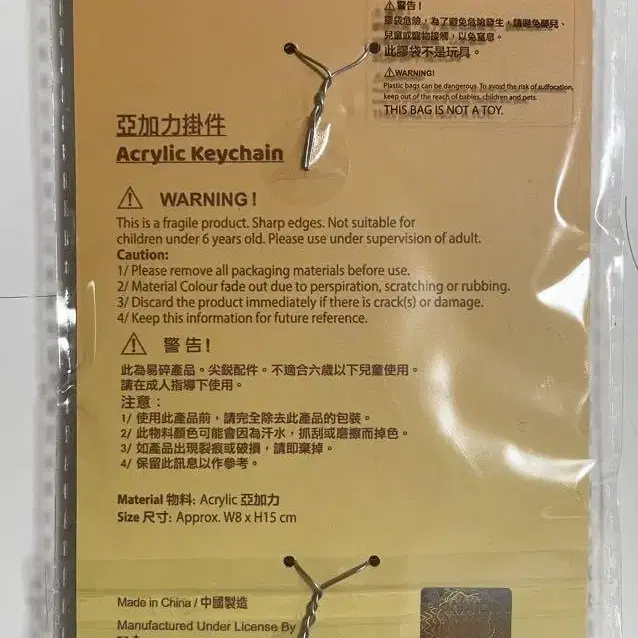 警告！
膠袋危險，為了避免危險發生，請避免嬰兒、
兒童或寵物接觸，以免窒息。
此膠袋不是玩具。
WARNING!
Plastic bags can be dangerous. To avoid the risk of suffocation,
keep out of the reach of babies, children and pets.
THIS BAG IS NOT A TOY.
亞加力掛件
Acrylic Keychain
WARNING !
This is a fragile product. Sharp edges. Not suitable for
children under 6 years old. Please use under supervision of adult.
Caution:
1/ Please remove all packaging materials before use.
2/ Material Colour fade out due to perspiration, scratching or rubbing.
3/ Discard the product immediately if there is crack(s) or damage.
4/ Keep this information for future reference.
警 告 !
此為易碎產品。尖銳配件。不適合六歲以下兒童使用。
請在成人指導下使用。
注意：
1/ 使用此產品前，請完全除去此產品的包裝。
2/ 此物料顏色可能會因為汗水，抓刮或磨擦而掉色。
3/ 如產品出現裂痕或破損，請即棄掉。
4/ 保留此訊息以作參考。
Material 物料: Acrylic 亞加力
Size 尺寸: Approx. W8 x H15 cm
Made in China / 中國製造
Manufactured Under License By